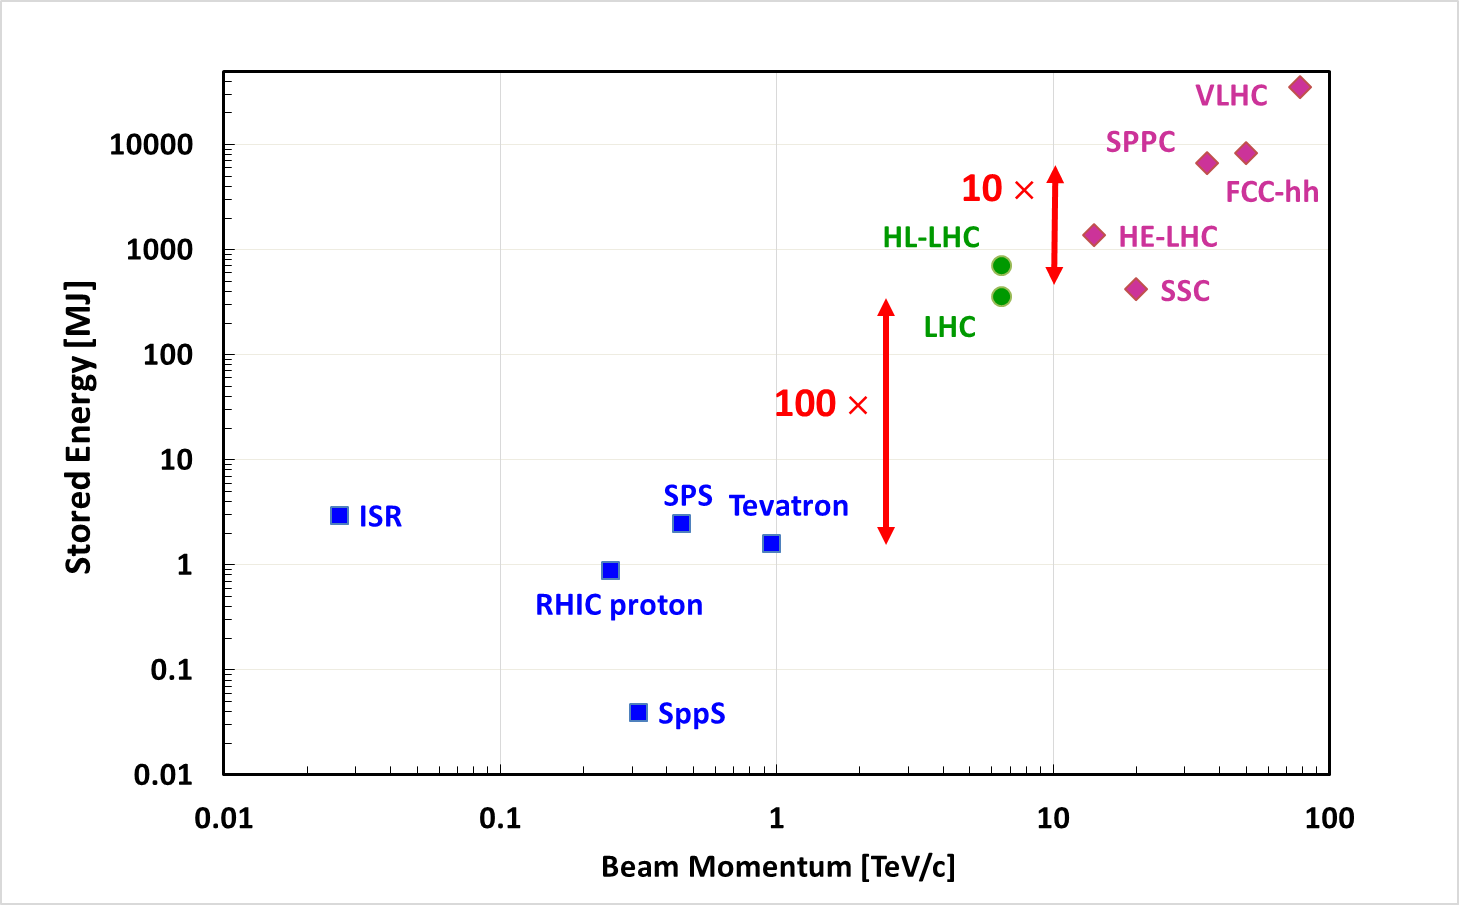 VLHC
SPPC
10000
10 ×
FCC-hh
HL-LHC
HE-LHC
1000
SSC
LHC
100
100 ×
10
SPS
Tevatron
ISR
1
RHIC proton
0.1
SppS
0.01
Stored Energy [MJ]
0.01
0.1
1
10
100
Beam Momentum [TeV/c]